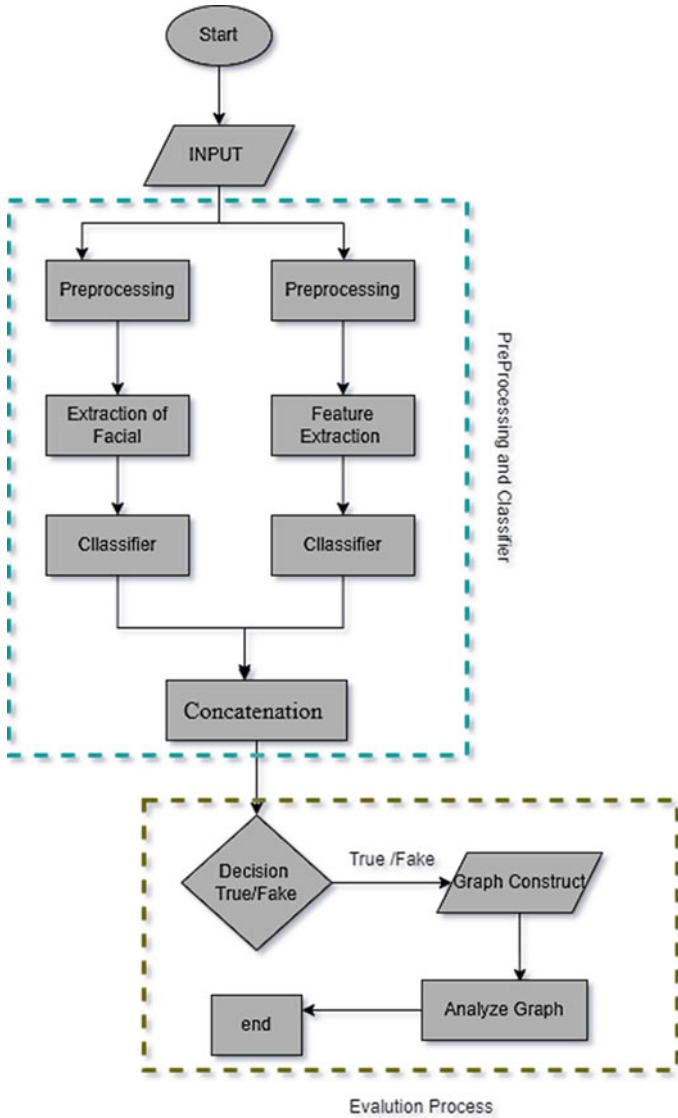 Start
INPUT
Preprocessing
Preprocessing
Extraction of
Facial
Feature
Extraction
Cllassifier
Cllassifier
PreProcessing and Classifier
Concatenation
Decision
True/Fake
True /Fake
Graph Construct
Analyze Graph
end
Evalution Process